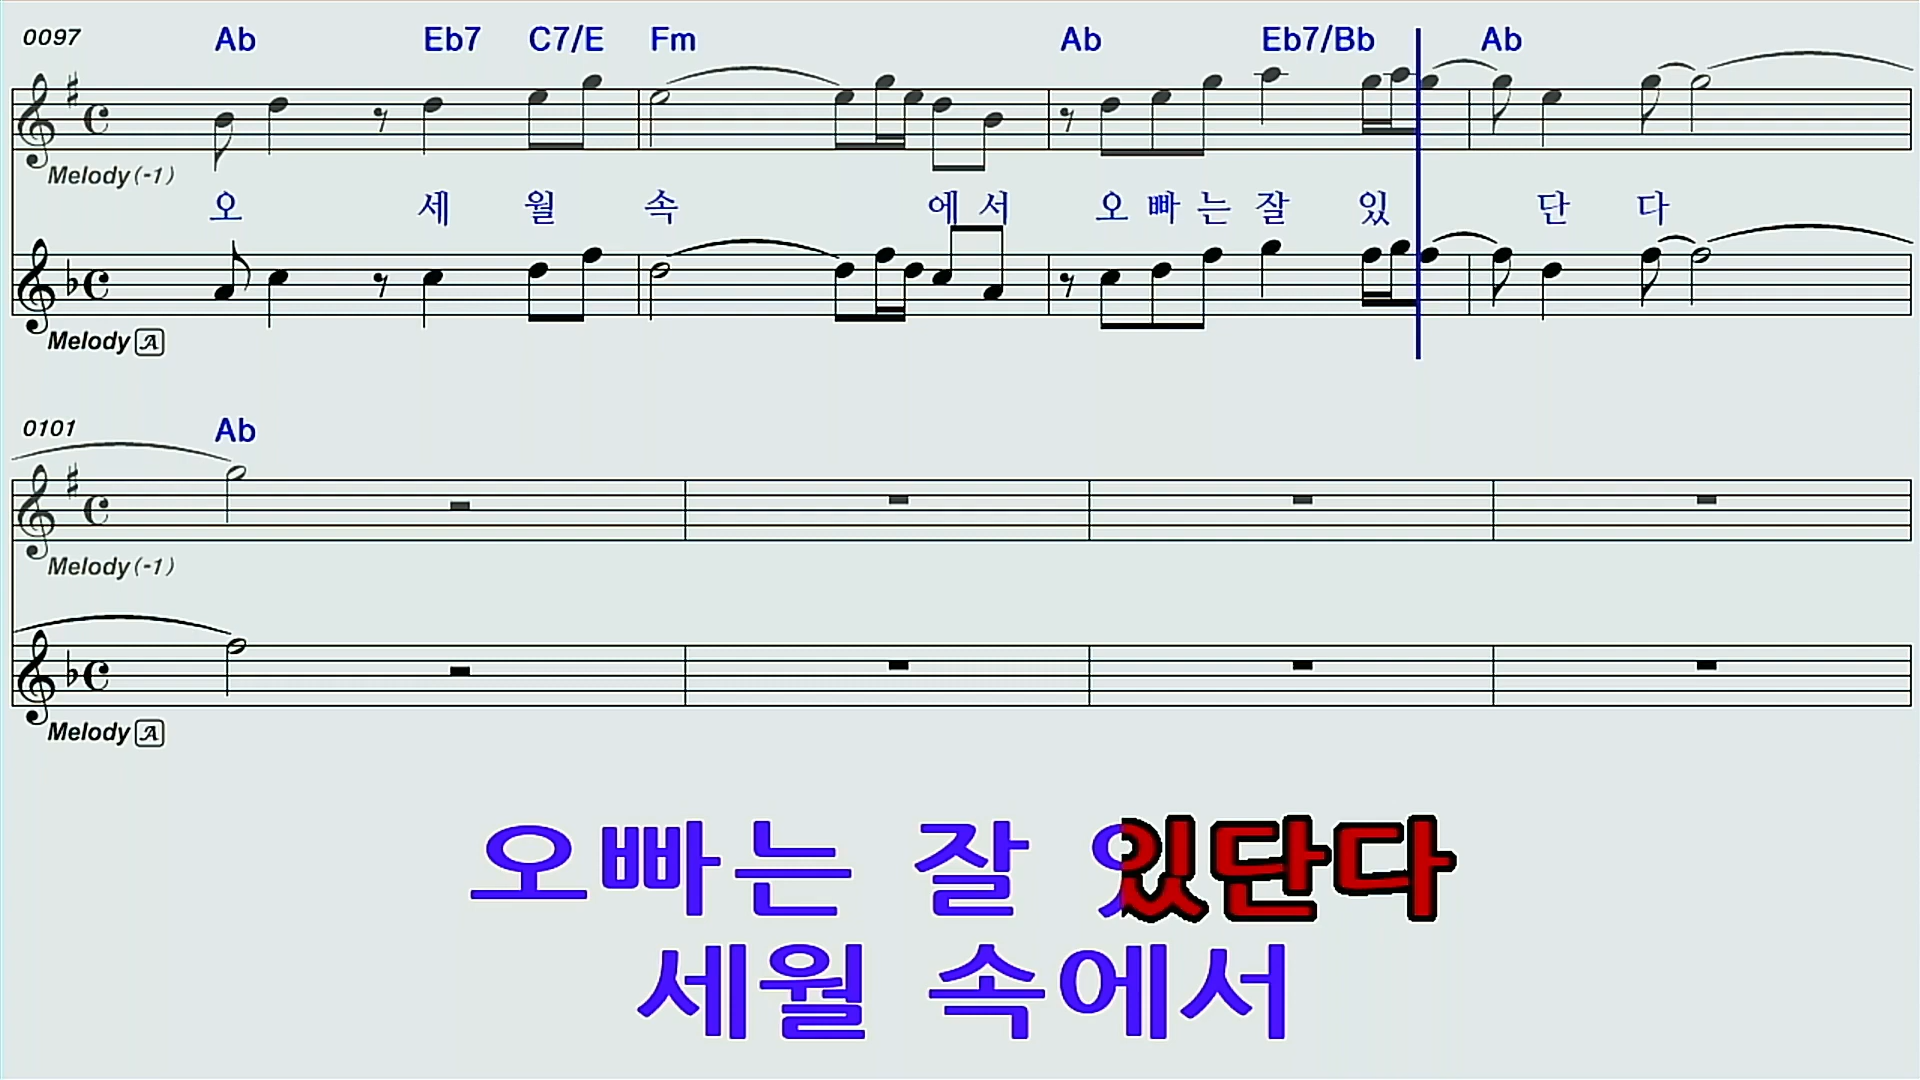 0097 Ab Eb7 C7/E Fm Ab Eb7/Bb Ab
Melody(-1)
오 세 월 속 에 서 오 빠 는 잘 있 단 다
Melody A
0101 Ab
Melody(-1)
Melody A
오빠는 잘 있단다
세월 속에서